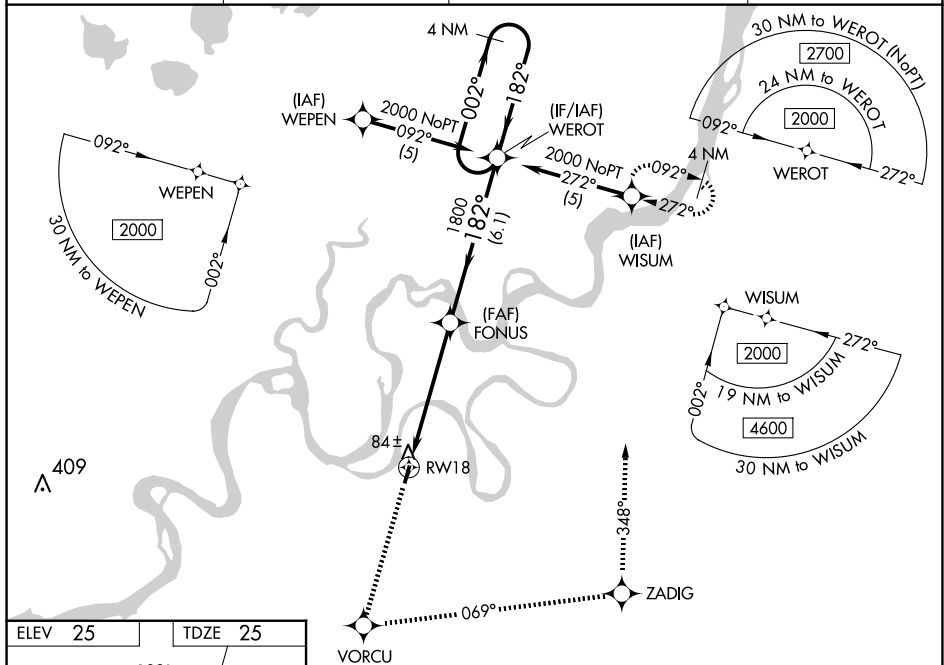 4 NM
002°
182°
(IAF)
WEPEN
2000 NoPT
092°
(5)
(IF/IAF)
WEROT
2000 NoPT
272°
(5)
092°
4 NM
272°
(IAF)
WISUM
1800
182°
(6.1)
(FAF)
FONUS
84±
RW18
409
348°
069°
ZADIG
VORCU
092°
WEPEN
2000
002°
30 NM to WEPEN
30 NM to WEROT (NoPT)
2700
24 NM to WEROT
2000
092°
WEROT
272°
WISUM
272°
2000
002°
19 NM to WISUM
4600
30 NM to WISUM
ELEV 25
TDZE 25